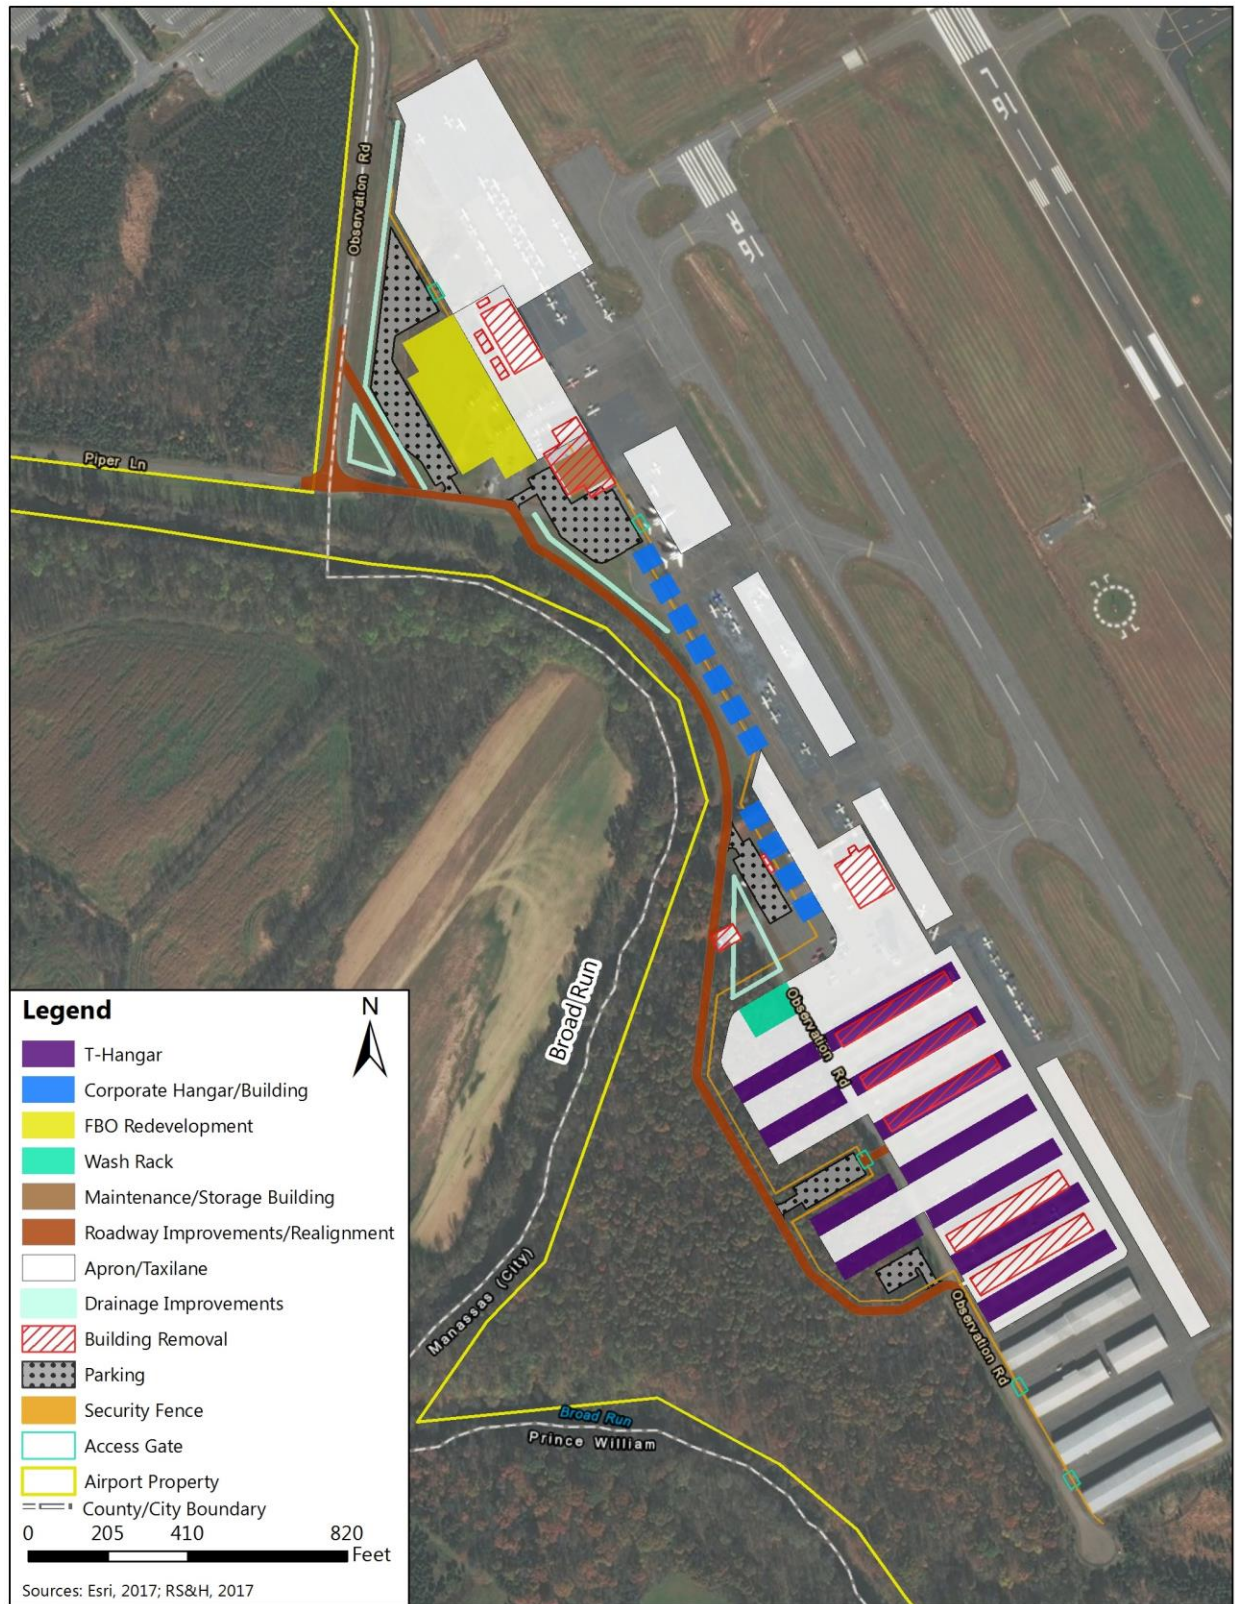 Observation Rd
16L
16R
Piper Ln
Broad Run
Observation Rd
Manassas (City)
Observation Rd
Broad Run
Prince William
Legend
N
T-Hangar
Corporate Hangar/Building
FBO Redevelopment
Wash Rack
Maintenance/Storage Building
Roadway Improvements/Realignment
Apron/Taxilane
Drainage Improvements
Building Removal
Parking
Security Fence
Access Gate
Airport Property
County/City Boundary
0 205 410 820
Feet
Sources: Esri, 2017; RS&H, 2017